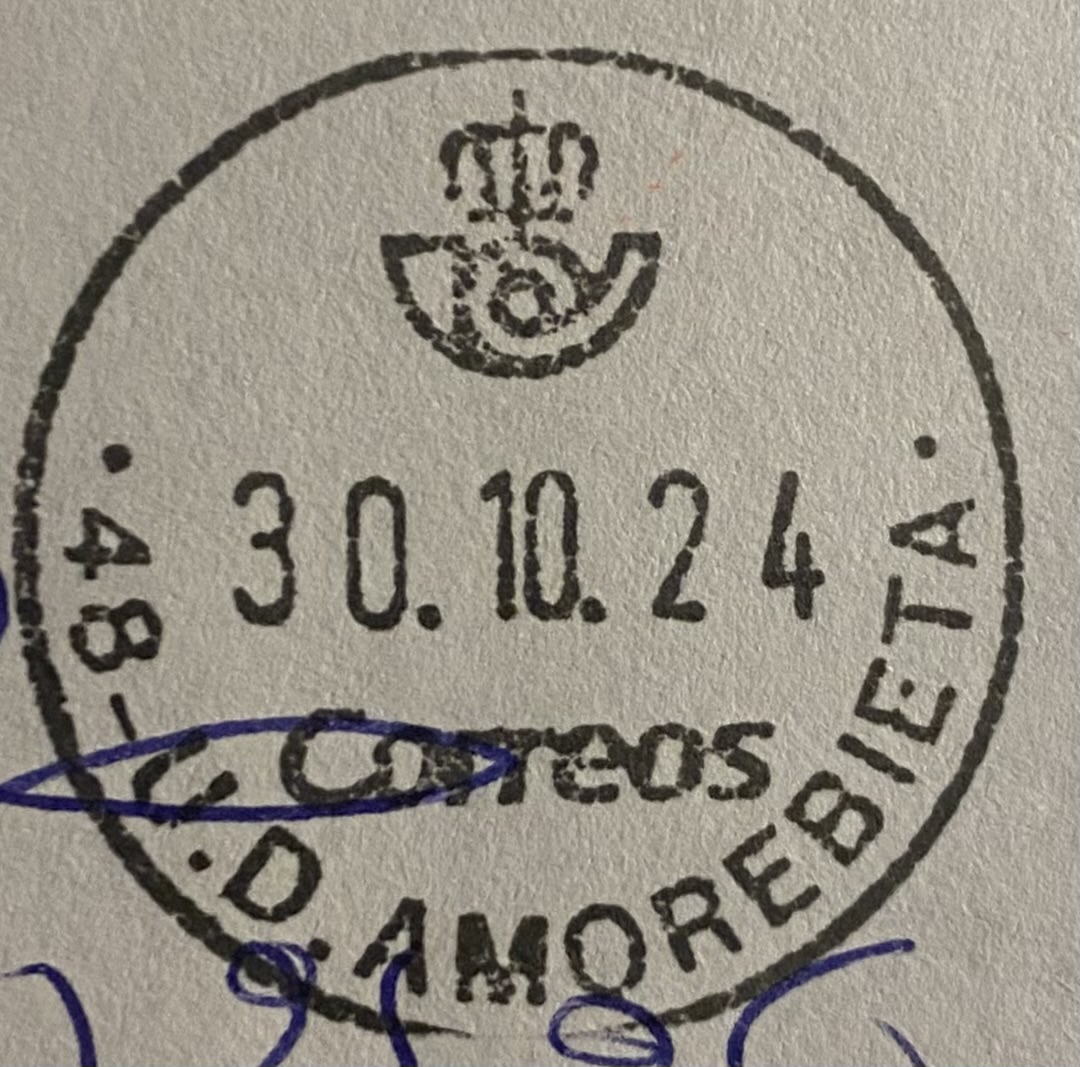 30.10.24
Correos
·48-U.D. AMOREBIETA·